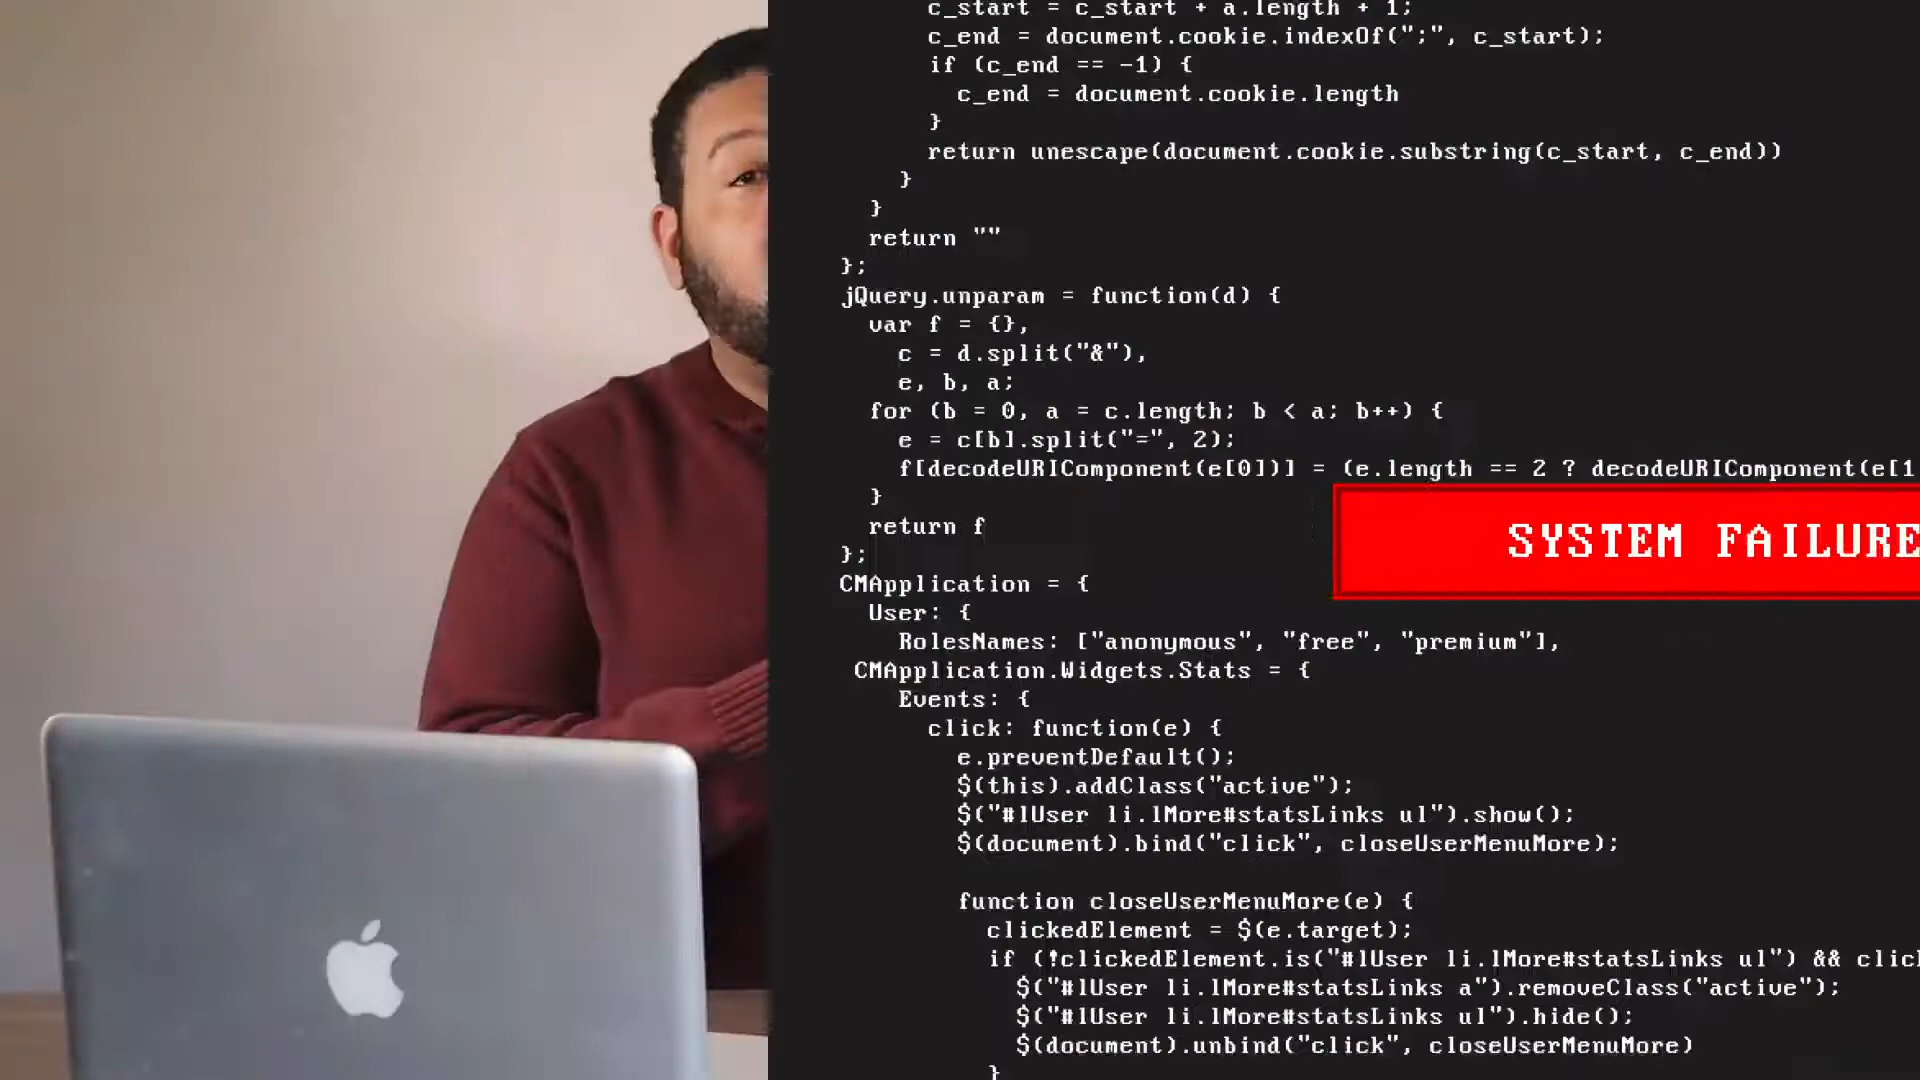 c_start = c_start + a.length + 1;
c_end = document.cookie.indexOf(";", c_start);
if (c_end == -1) {
c_end = document.cookie.length
}
return unescape(document.cookie.substring(c_start, c_end))
}
}
return ""
};
jQuery.unparam = function(d) {
var f = {},
c = d.split("&"),
e, b, a;
for (b = 0, a = c.length; b < a; b++) {
e = c[b].split("=", 2);
f[decodeURIComponent(e[0])] = (e.length == 2 ? decodeURIComponent(e[1
}
return f
SYSTEM FAILURE
};
CMApplication = {
User: {
RolesNames: ["anonymous", "free", "premium"],
CMApplication.Widgets.Stats = {
Events: {
click: function(e) {
e.preventDefault();
$(this).addClass("active");
$("#lUser li.lMore#statsLinks ul").show();
$(document).bind("click", closeUserMenuMore);
function closeUserMenuMore(e) {
clickedElement = $(e.target);
if (!clickedElement.is("#lUser li.lMore#statsLinks ul") && clic
$("#lUser li.lMore#statsLinks a").removeClass("active");
$("#lUser li.lMore#statsLinks ul").hide();
$(document).unbind("click", closeUserMenuMore)
}